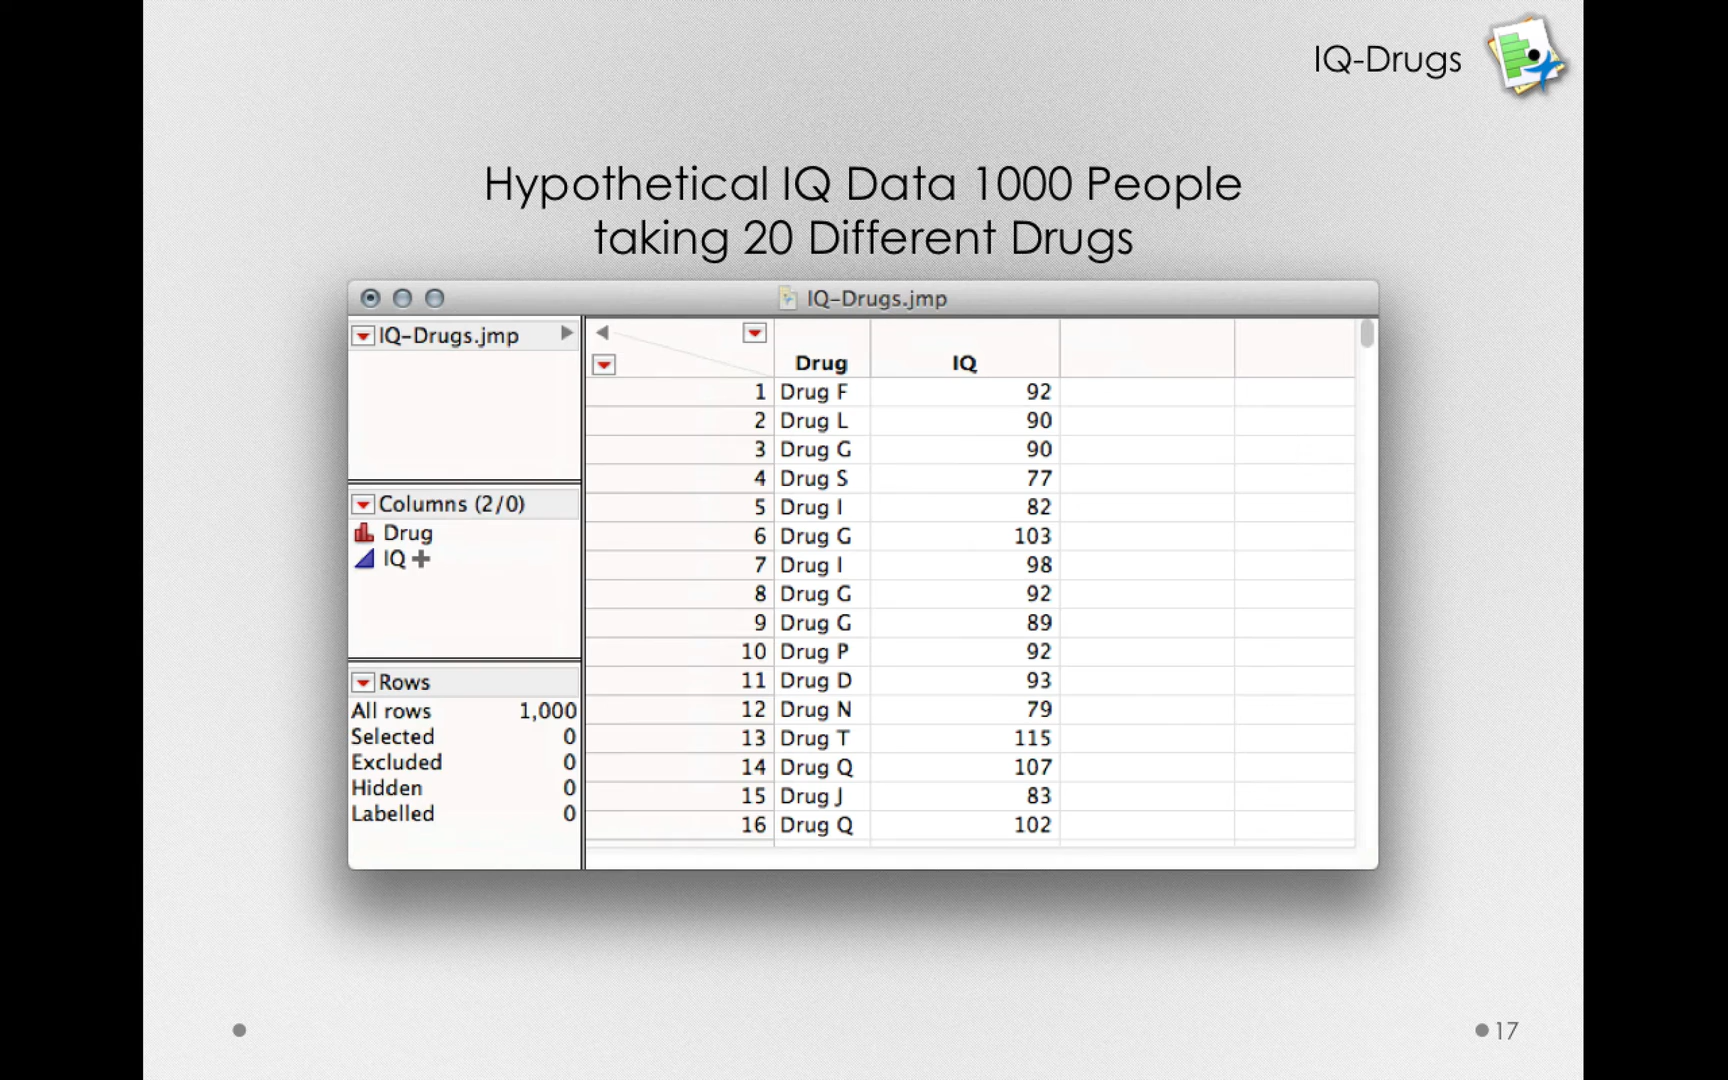 IQ-Drugs
Hypothetical IQ Data 1000 People
taking 20 Different Drugs
IQ-Drugs.jmp
IQ-Drugs.jmp
Columns (2/0)
Drug
IQ
Rows
All rows 1,000
Selected 0
Excluded 0
Hidden 0
Labelled 0
Drug IQ
1 Drug F 92
2 Drug L 90
3 Drug G 90
4 Drug S 77
5 Drug I 82
6 Drug G 103
7 Drug I 98
8 Drug G 92
9 Drug G 89
10 Drug P 92
11 Drug D 93
12 Drug N 79
13 Drug T 115
14 Drug Q 107
15 Drug J 83
16 Drug Q 102
17